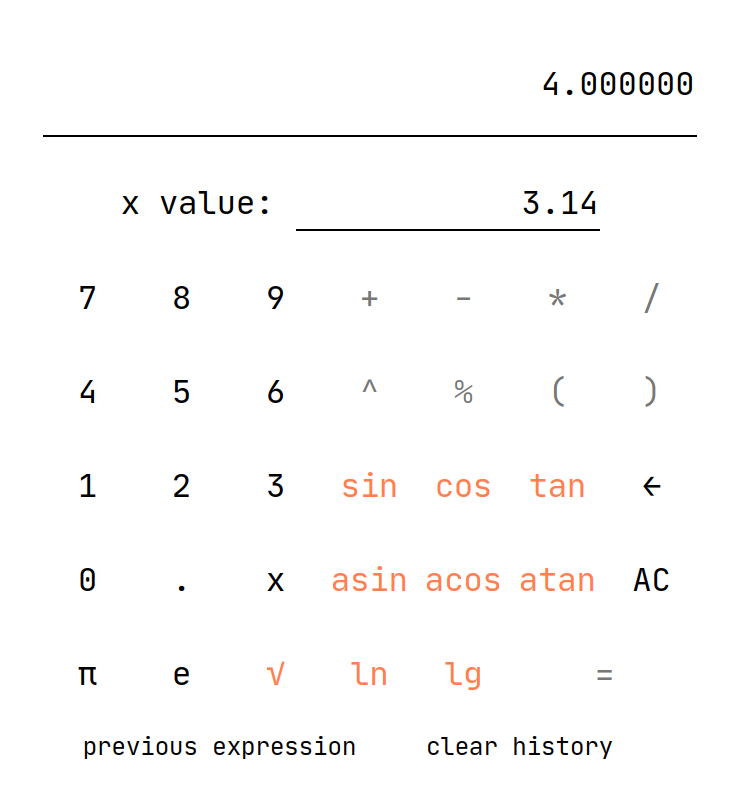 4.000000
x value: 3.14
7 8 9 + - * /
4 5 6 ^ % ( )
1 2 3 sin cos tan ←
0 . x asin acos atan AC
π e √ ln lg =
previous expression clear history